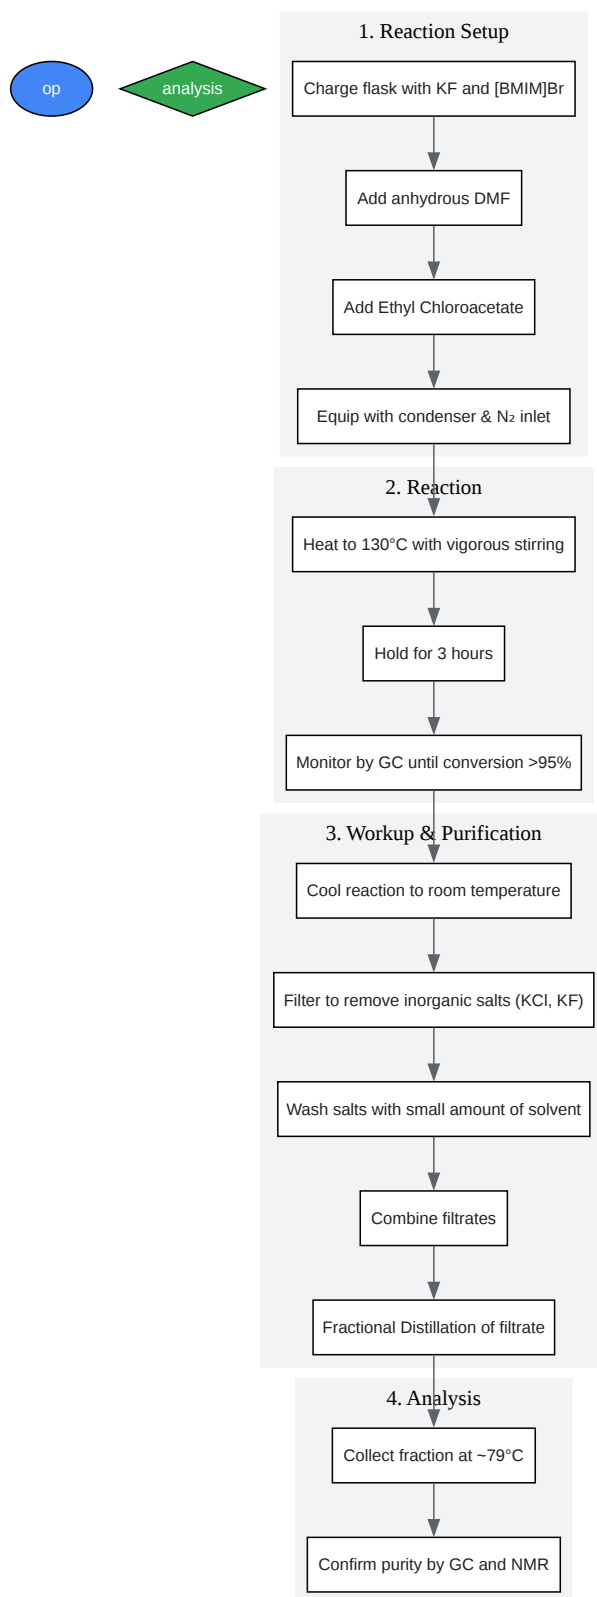 1. Reaction Setup
op
analysis
Charge flask with KF and [BMIM]Br
Add anhydrous DMF
Add Ethyl Chloroacetate
Equip with condenser & N₂ inlet
2. Reaction
Heat to 130°C with vigorous stirring
Hold for 3 hours
Monitor by GC until conversion >95%
3. Workup & Purification
Cool reaction to room temperature
Filter to remove inorganic salts (KCl, KF)
Wash salts with small amount of solvent
Combine filtrates
Fractional Distillation of filtrate
4. Analysis
Collect fraction at ~79°C
Confirm purity by GC and NMR